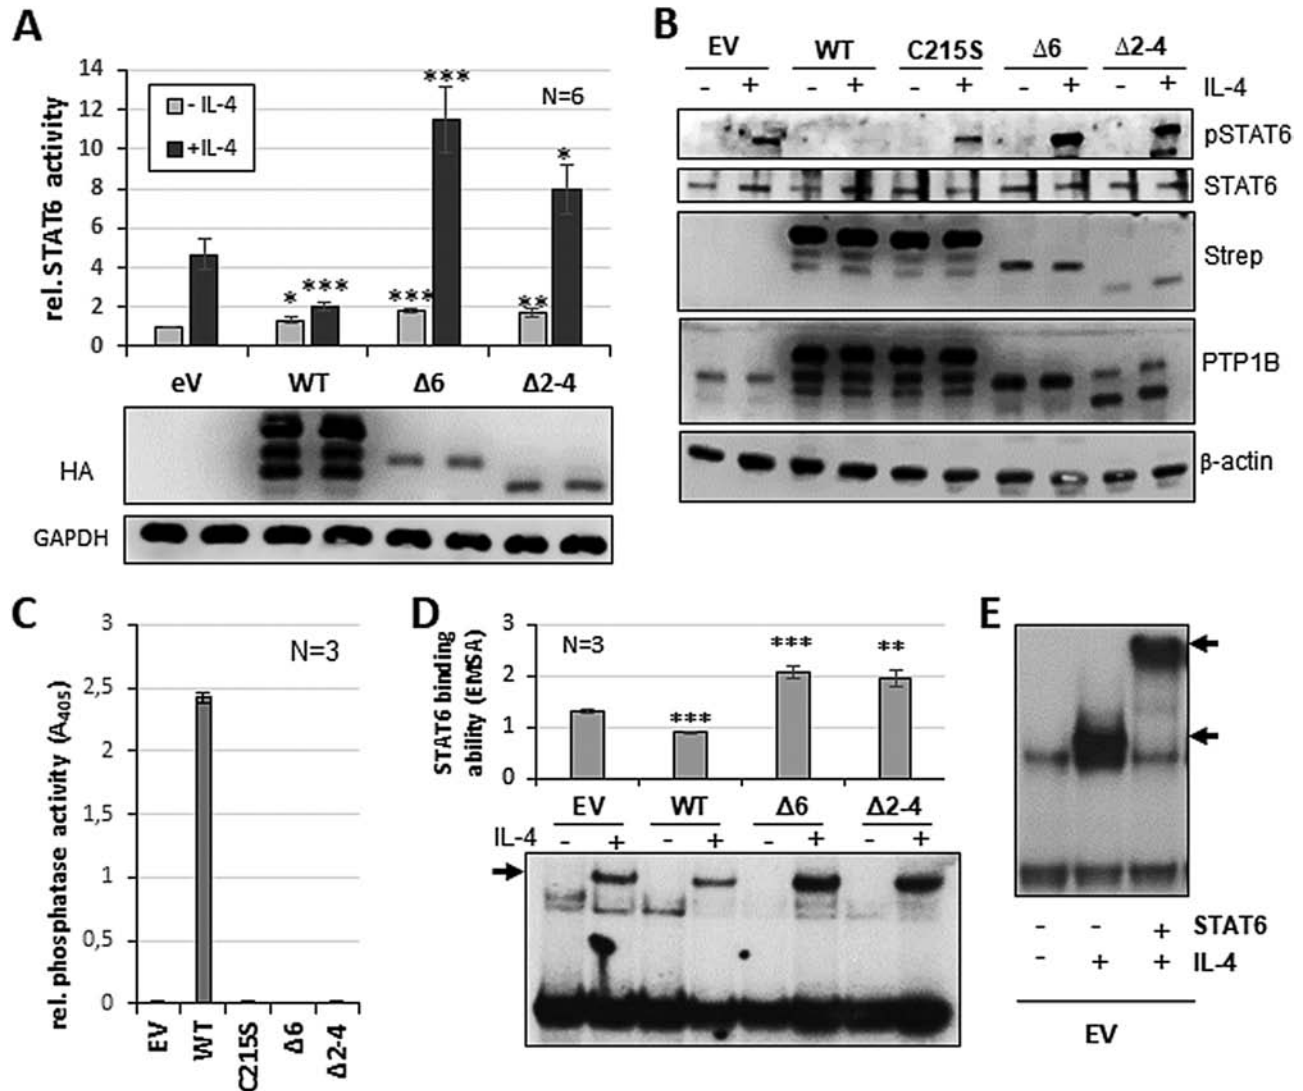 A
rel. STAT6 activity
14
12
10
8
6
4
2
0
- IL-4
+IL-4
N=6
* *** *** *** ** *
eV WT Δ6 Δ2-4
HA
GAPDH
B
EV WT C215S Δ6 Δ2-4
- + - + - + - + - + IL-4
pSTAT6
STAT6
Strep
PTP1B
β-actin
C
rel. phosphatase activity (A405)
3
2,5
2
1,5
1
0,5
0
N=3
EV WT C215S Δ6 Δ2-4
D
STAT6 binding
ability (EMSA)
3
2
1
0
N=3
*** *** **
EV WT Δ6 Δ2-4
IL-4 - + - + - + - +
E
- - + STAT6
- + + IL-4
EV